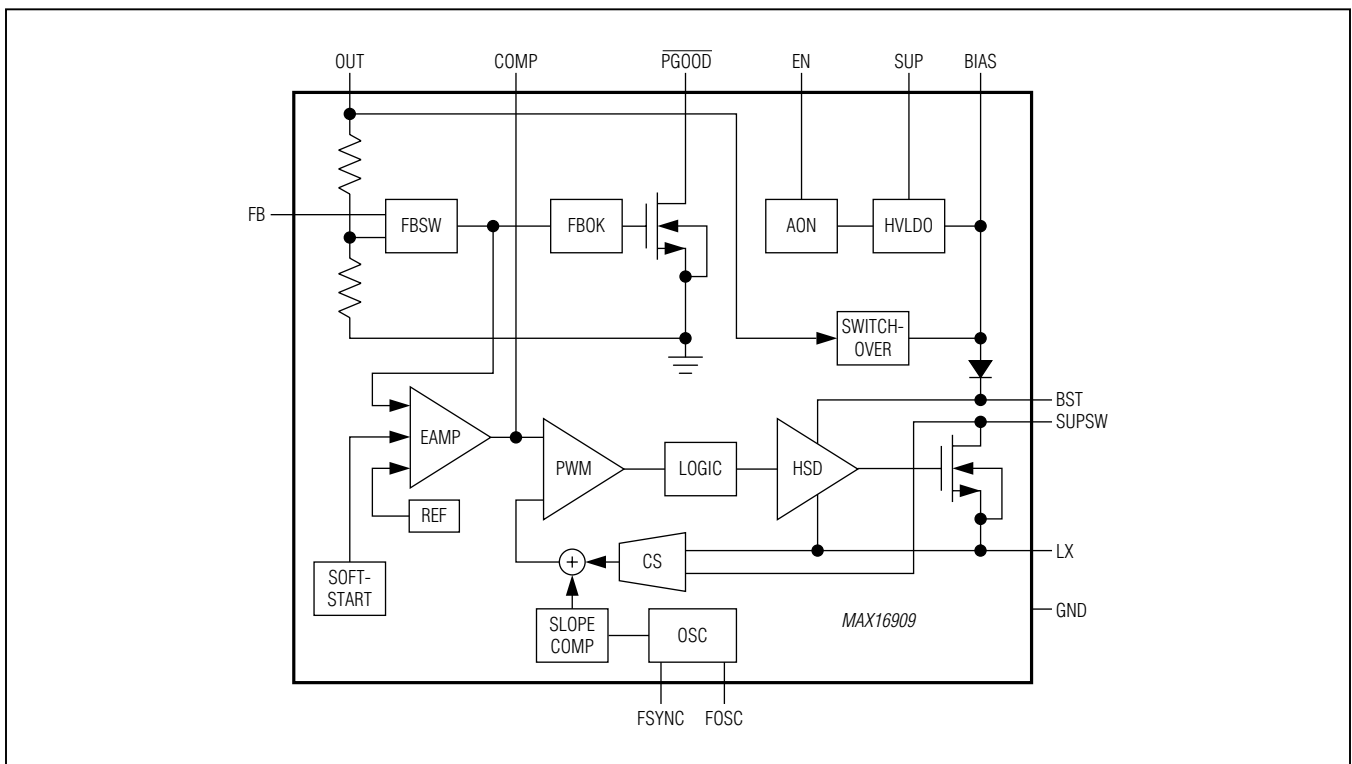 OUT
COMP
PGOOD
EN
SUP
BIAS
FB
FBSW
FBOK
AON
HVLDO
SWITCH-
OVER
BST
SUPSW
EAMP
PWM
LOGIC
HSD
REF
+
CS
LX
SOFT-
START
SLOPE
COMP
OSC
MAX16909
GND
FSYNC
FOSC